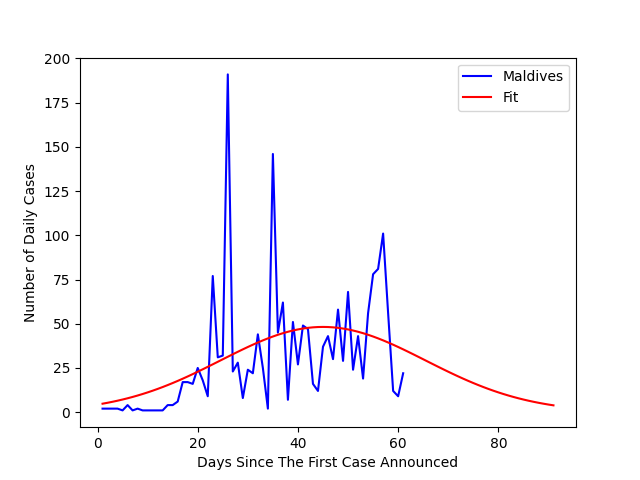 200
175
150
125
100
75
50
25
0
Number of Daily Cases
Maldives
Fit
0 20 40 60 80
Days Since The First Case Announced